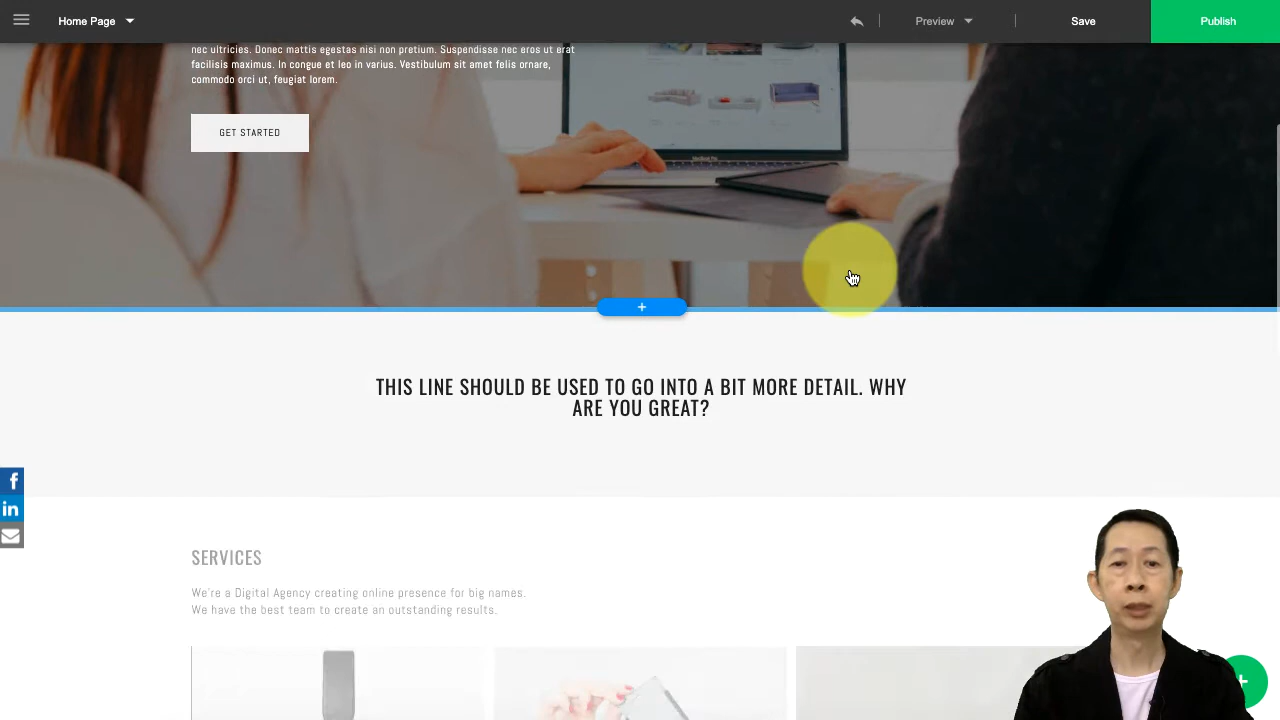 Home Page
Preview
Save
Publish
nec ultricies. Donec mattis egestas nisi non pretium. Suspendisse nec eros ut erat
facilisis maximus. In congue et leo in varius. Vestibulum sit amet felis ornare,
commodo orci ut, feugiat lorem.
GET STARTED
MacBook Pro
+
THIS LINE SHOULD BE USED TO GO INTO A BIT MORE DETAIL. WHY
ARE YOU GREAT?
f
in
SERVICES
We're a Digital Agency creating online presence for big names.
We have the best team to create an outstanding results.
+